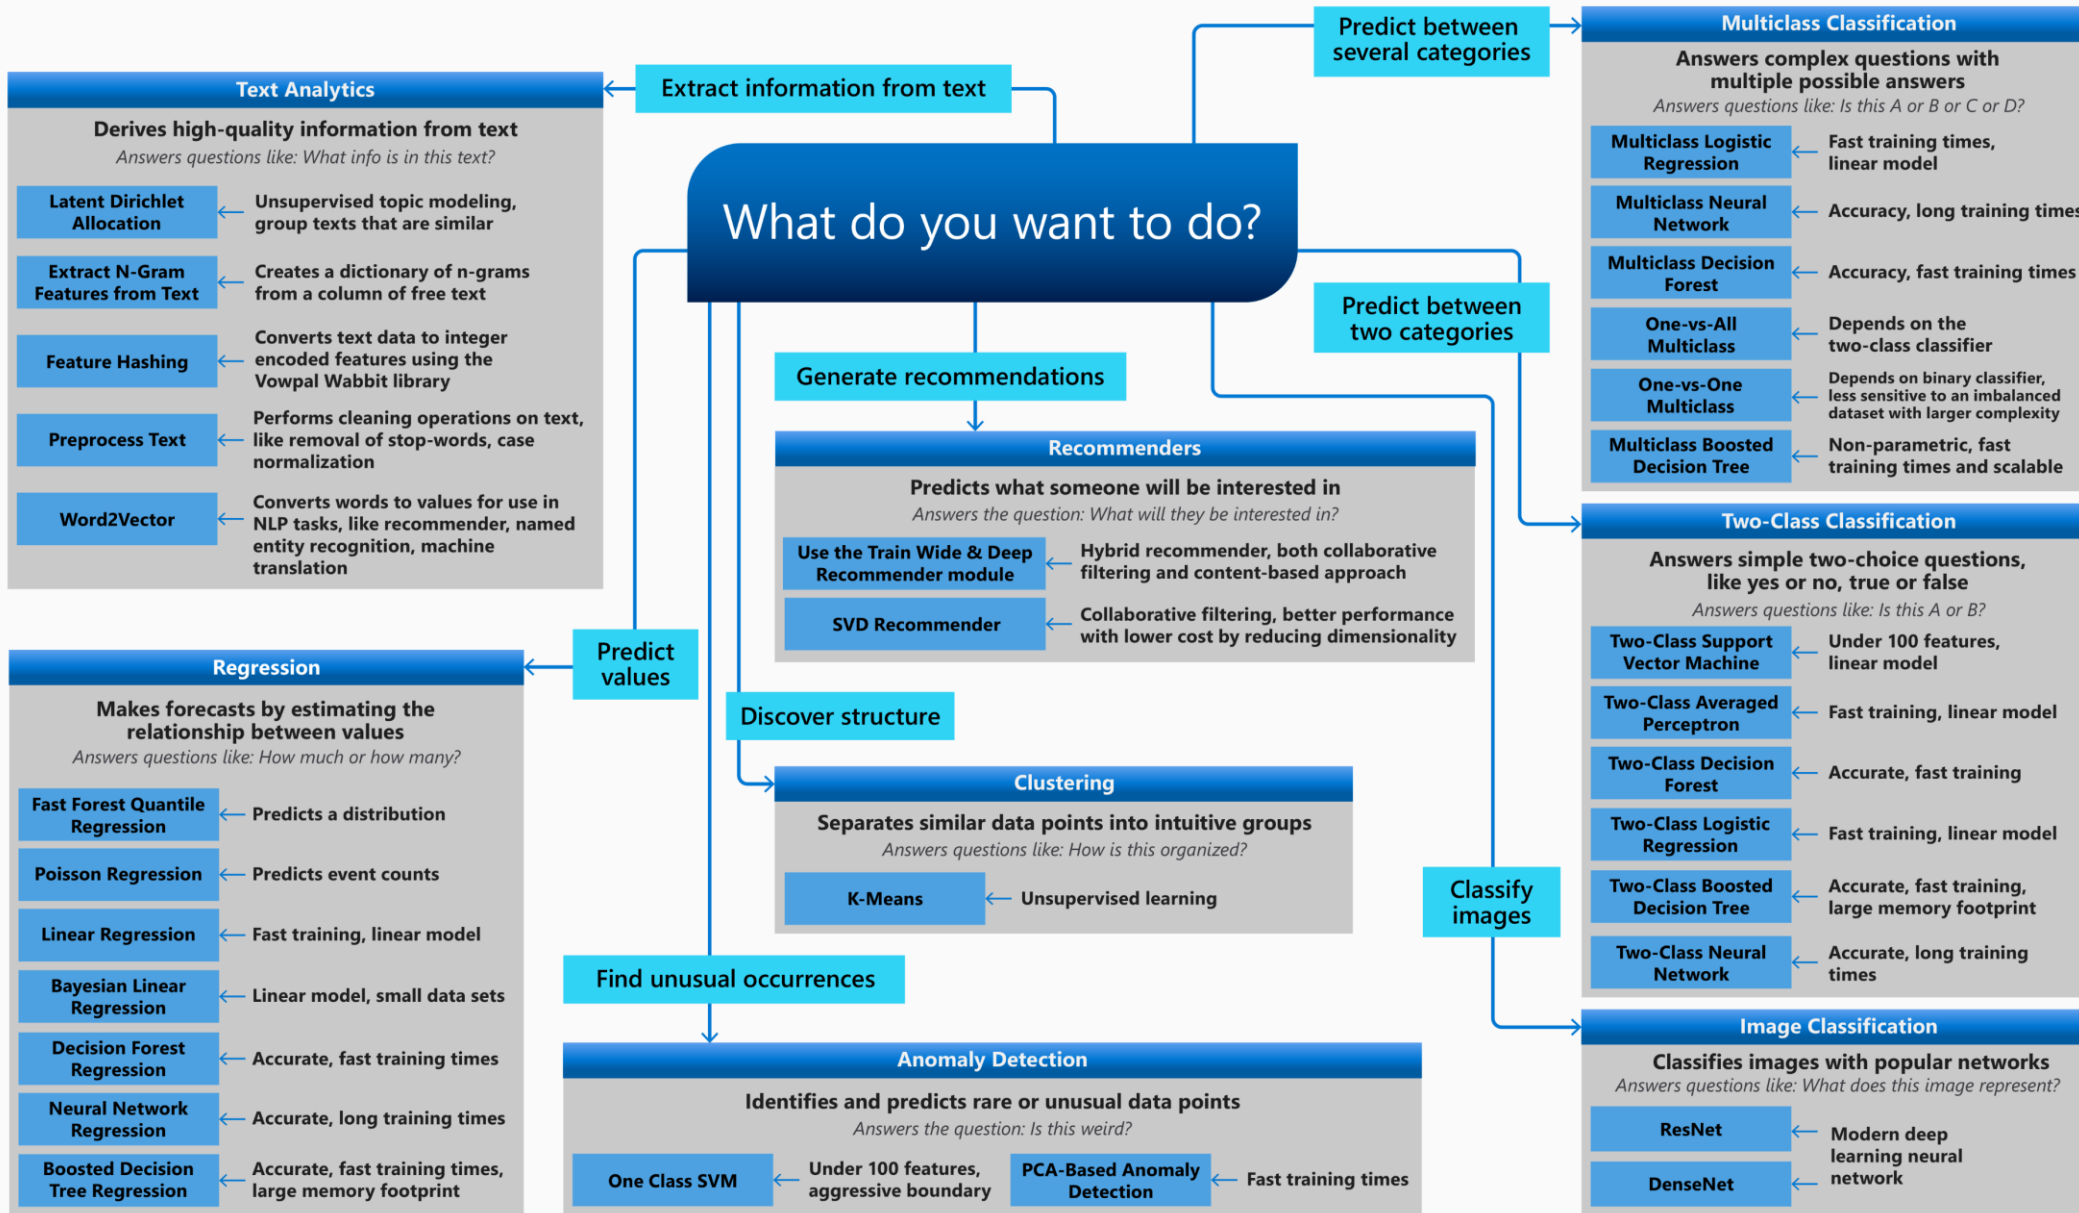 What do you want to do?
Extract information from text
Text Analytics
Derives high-quality information from text
Answers questions like: What info is in this text?
Latent Dirichlet
Allocation
Unsupervised topic modeling,
group texts that are similar
Extract N-Gram
Features from Text
Creates a dictionary of n-grams
from a column of free text
Feature Hashing
Converts text data to integer
encoded features using the
Vowpal Wabbit library
Preprocess Text
Performs cleaning operations on text,
like removal of stop-words, case
normalization
Word2Vector
Converts words to values for use in
NLP tasks, like recommender, named
entity recognition, machine
translation
Predict
values
Regression
Makes forecasts by estimating the
relationship between values
Answers questions like: How much or how many?
Fast Forest Quantile
Regression
Predicts a distribution
Poisson Regression
Predicts event counts
Linear Regression
Fast training, linear model
Bayesian Linear
Regression
Linear model, small data sets
Decision Forest
Regression
Accurate, fast training times
Neural Network
Regression
Accurate, long training times
Boosted Decision
Tree Regression
Accurate, fast training times,
large memory footprint
Generate recommendations
Recommenders
Predicts what someone will be interested in
Answers the question: What will they be interested in?
Use the Train Wide & Deep
Recommender module
Hybrid recommender, both collaborative
filtering and content-based approach
SVD Recommender
Collaborative filtering, better performance
with lower cost by reducing dimensionality
Discover structure
Clustering
Separates similar data points into intuitive groups
Answers questions like: How is this organized?
K-Means
Unsupervised learning
Find unusual occurrences
Anomaly Detection
Identifies and predicts rare or unusual data points
Answers the question: Is this weird?
One Class SVM
Under 100 features,
aggressive boundary
PCA-Based Anomaly
Detection
Fast training times
Predict between
several categories
Multiclass Classification
Answers complex questions with
multiple possible answers
Answers questions like: Is this A or B or C or D?
Multiclass Logistic
Regression
Fast training times,
linear model
Multiclass Neural
Network
Accuracy, long training times
Multiclass Decision
Forest
Accuracy, fast training times
One-vs-All
Multiclass
Depends on the
two-class classifier
One-vs-One
Multiclass
Depends on binary classifier,
less sensitive to an imbalanced
dataset with larger complexity
Multiclass Boosted
Decision Tree
Non-parametric, fast
training times and scalable
Predict between
two categories
Two-Class Classification
Answers simple two-choice questions,
like yes or no, true or false
Answers questions like: Is this A or B?
Two-Class Support
Vector Machine
Under 100 features,
linear model
Two-Class Averaged
Perceptron
Fast training, linear model
Two-Class Decision
Forest
Accurate, fast training
Two-Class Logistic
Regression
Fast training, linear model
Two-Class Boosted
Decision Tree
Accurate, fast training,
large memory footprint
Two-Class Neural
Network
Accurate, long training
times
Classify
images
Image Classification
Classifies images with popular networks
Answers questions like: What does this image represent?
ResNet
DenseNet
Modern deep
learning neural
network